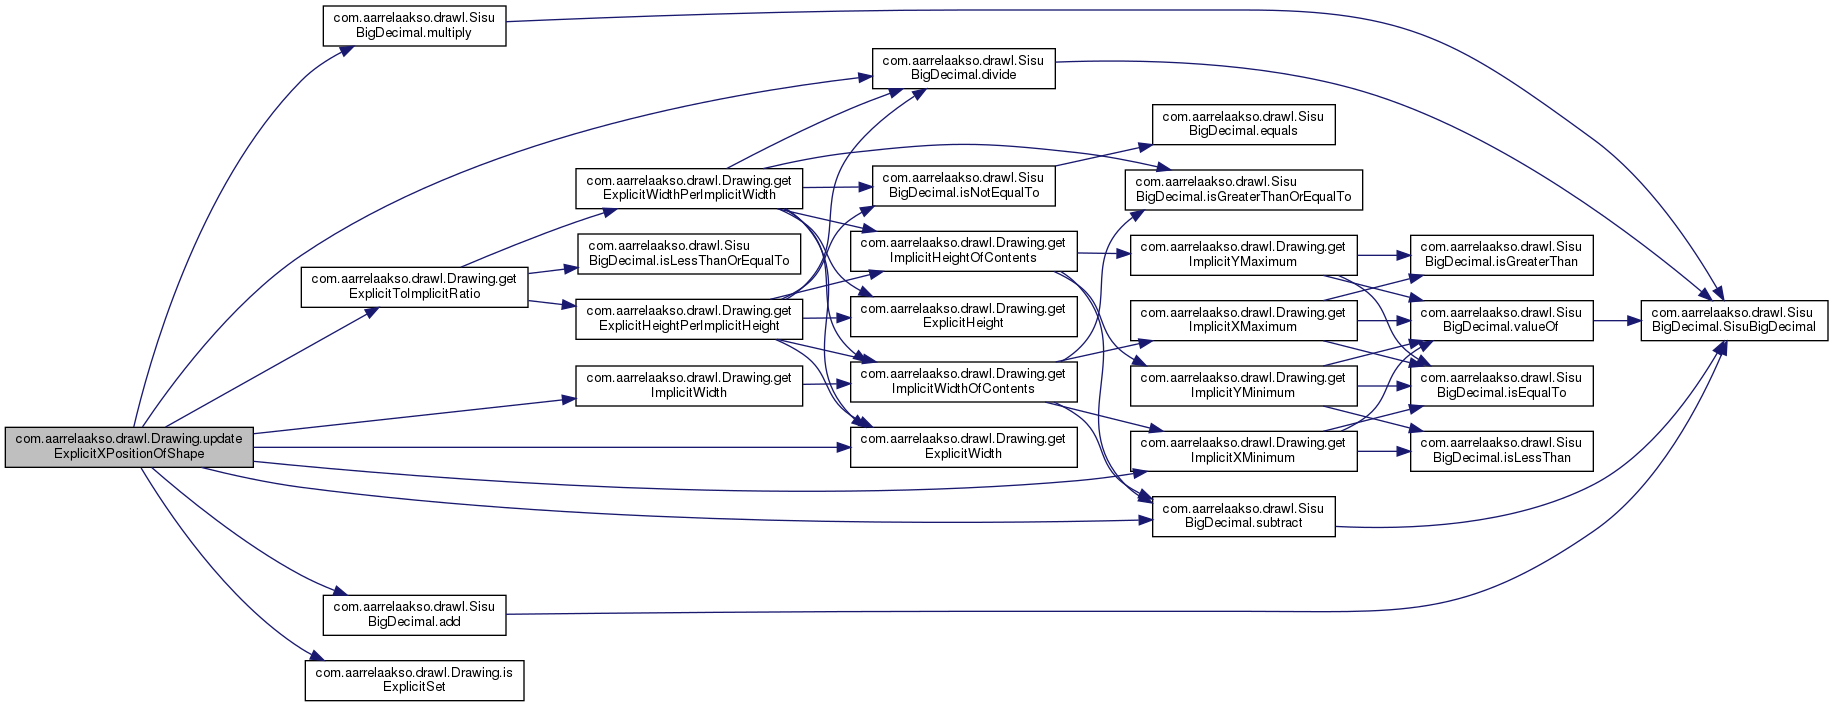 com.aarrelaakso.drawl.Sisu
BigDecimal.multiply
com.aarrelaakso.drawl.Sisu
BigDecimal.divide
com.aarrelaakso.drawl.Sisu
BigDecimal.equals
com.aarrelaakso.drawl.Drawing.get
ExplicitWidthPerImplicitWidth
com.aarrelaakso.drawl.Sisu
BigDecimal.isNotEqualTo
com.aarrelaakso.drawl.Sisu
BigDecimal.isGreaterThanOrEqualTo
com.aarrelaakso.drawl.Sisu
BigDecimal.isLessThanOrEqualTo
com.aarrelaakso.drawl.Drawing.get
ImplicitHeightOfContents
com.aarrelaakso.drawl.Drawing.get
ImplicitYMaximum
com.aarrelaakso.drawl.Sisu
BigDecimal.isGreaterThan
com.aarrelaakso.drawl.Drawing.get
ExplicitToImplicitRatio
com.aarrelaakso.drawl.Drawing.get
ExplicitHeightPerImplicitHeight
com.aarrelaakso.drawl.Drawing.get
ExplicitHeight
com.aarrelaakso.drawl.Drawing.get
ImplicitXMaximum
com.aarrelaakso.drawl.Sisu
BigDecimal.valueOf
com.aarrelaakso.drawl.Sisu
BigDecimal.SisuBigDecimal
com.aarrelaakso.drawl.Drawing.get
ImplicitWidth
com.aarrelaakso.drawl.Drawing.get
ImplicitWidthOfContents
com.aarrelaakso.drawl.Drawing.get
ImplicitYMinimum
com.aarrelaakso.drawl.Sisu
BigDecimal.isEqualTo
com.aarrelaakso.drawl.Drawing.update
ExplicitXPositionOfShape
com.aarrelaakso.drawl.Drawing.get
ExplicitWidth
com.aarrelaakso.drawl.Drawing.get
ImplicitXMinimum
com.aarrelaakso.drawl.Sisu
BigDecimal.isLessThan
com.aarrelaakso.drawl.Sisu
BigDecimal.subtract
com.aarrelaakso.drawl.Sisu
BigDecimal.add
com.aarrelaakso.drawl.Drawing.is
ExplicitSet